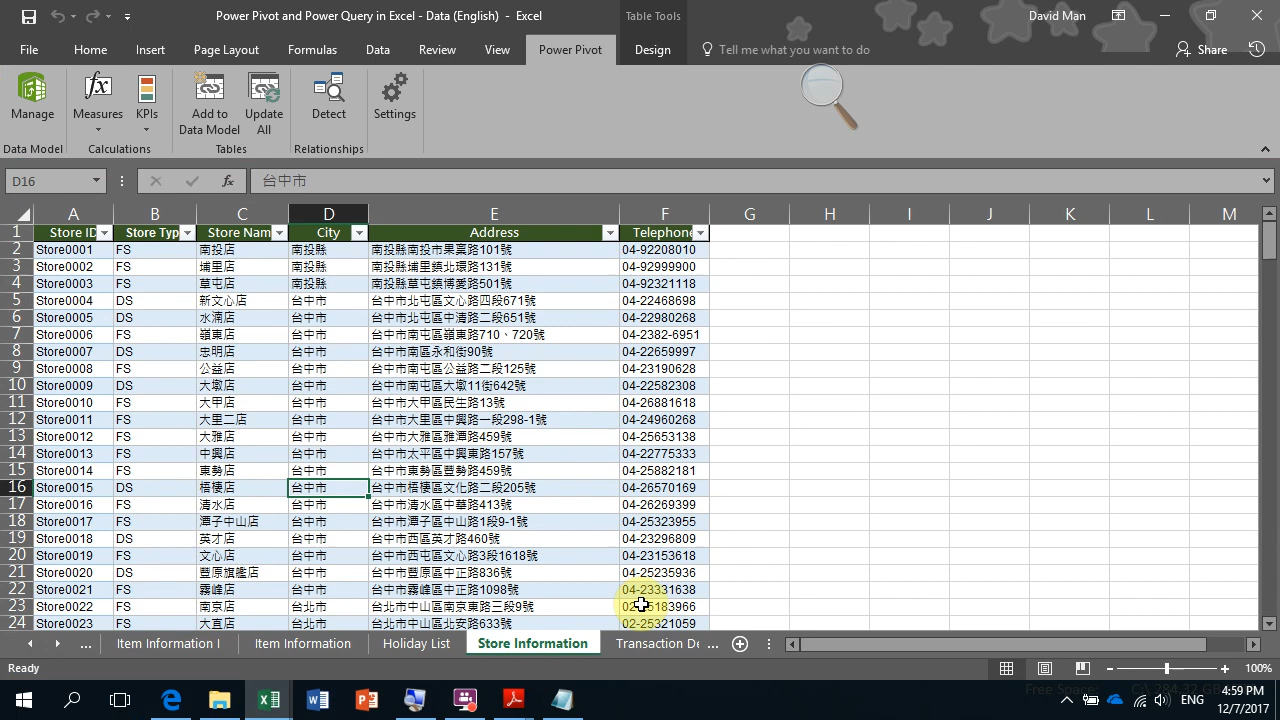 Power Pivot and Power Query in Excel - Data (English) - Excel
Table Tools
David Man
File Home Insert Page Layout Formulas Data Review View Power Pivot Design Tell me what you want to do Share
Manage Measures KPIs Add to Data Model Update All Detect Settings
Data Model Calculations Tables Relationships
D16 fx 台中市
A B C D E F G H I J K L M
1 Store ID Store Typ Store Nam City Address Telephone
2 Store0001 FS 南投店 南投縣 南投縣南投市果稟路101號 04-92208010
3 Store0002 FS 埔里店 南投縣 南投縣埔里鎮北環路131號 04-92999900
4 Store0003 FS 草屯店 南投縣 南投縣草屯鎮博愛路501號 04-92321118
5 Store0004 DS 新文心店 台中市 台中市北屯區文心路四段671號 04-22468698
6 Store0005 DS 水湳店 台中市 台中市北屯區中清路二段651號 04-22980268
7 Store0006 FS 嶺東店 台中市 台中市南屯區嶺東路710、720號 04-2382-6951
8 Store0007 DS 忠明店 台中市 台中市南區永和街90號 04-22659997
9 Store0008 FS 公益店 台中市 台中市南屯區公益路二段125號 04-23190628
10 Store0009 DS 大墩店 台中市 台中市南屯區大墩11街642號 04-22582308
11 Store0010 FS 大甲店 台中市 台中市大甲區民生路13號 04-26881618
12 Store0011 FS 大里二店 台中市 台中市大里區中興路一段298-1號 04-24960268
13 Store0012 FS 大雅店 台中市 台中市大雅區雅潭路459號 04-25653138
14 Store0013 FS 中興店 台中市 台中市太平區中興東路157號 04-22775333
15 Store0014 FS 東勢店 台中市 台中市東勢區豐勢路459號 04-25882181
16 Store0015 DS 梧棲店 台中市 台中市梧棲區文化路二段205號 04-26570169
17 Store0016 FS 清水店 台中市 台中市清水區中華路413號 04-26269399
18 Store0017 FS 潭子中山店 台中市 台中市潭子區中山路1段9-1號 04-25323955
19 Store0018 DS 英才店 台中市 台中市西區英才路460號 04-23296809
20 Store0019 FS 文心店 台中市 台中市西屯區文心路3段1618號 04-23153618
21 Store0020 DS 豐原旗艦店 台中市 台中市豐原區中正路836號 04-25235936
22 Store0021 FS 霧峰店 台中市 台中市霧峰區中正路1098號 04-23331638
23 Store0022 FS 南京店 台北市 台北市中山區南京東路三段9號
24 Store0023 FS 大直店 台北市 台北市中山區北安路633號 02-25321059
... Item Information I Item Information Holiday List Store Information Transaction De ...
Ready 100%
Free Space:
ENG 4:59 PM
12/7/2017